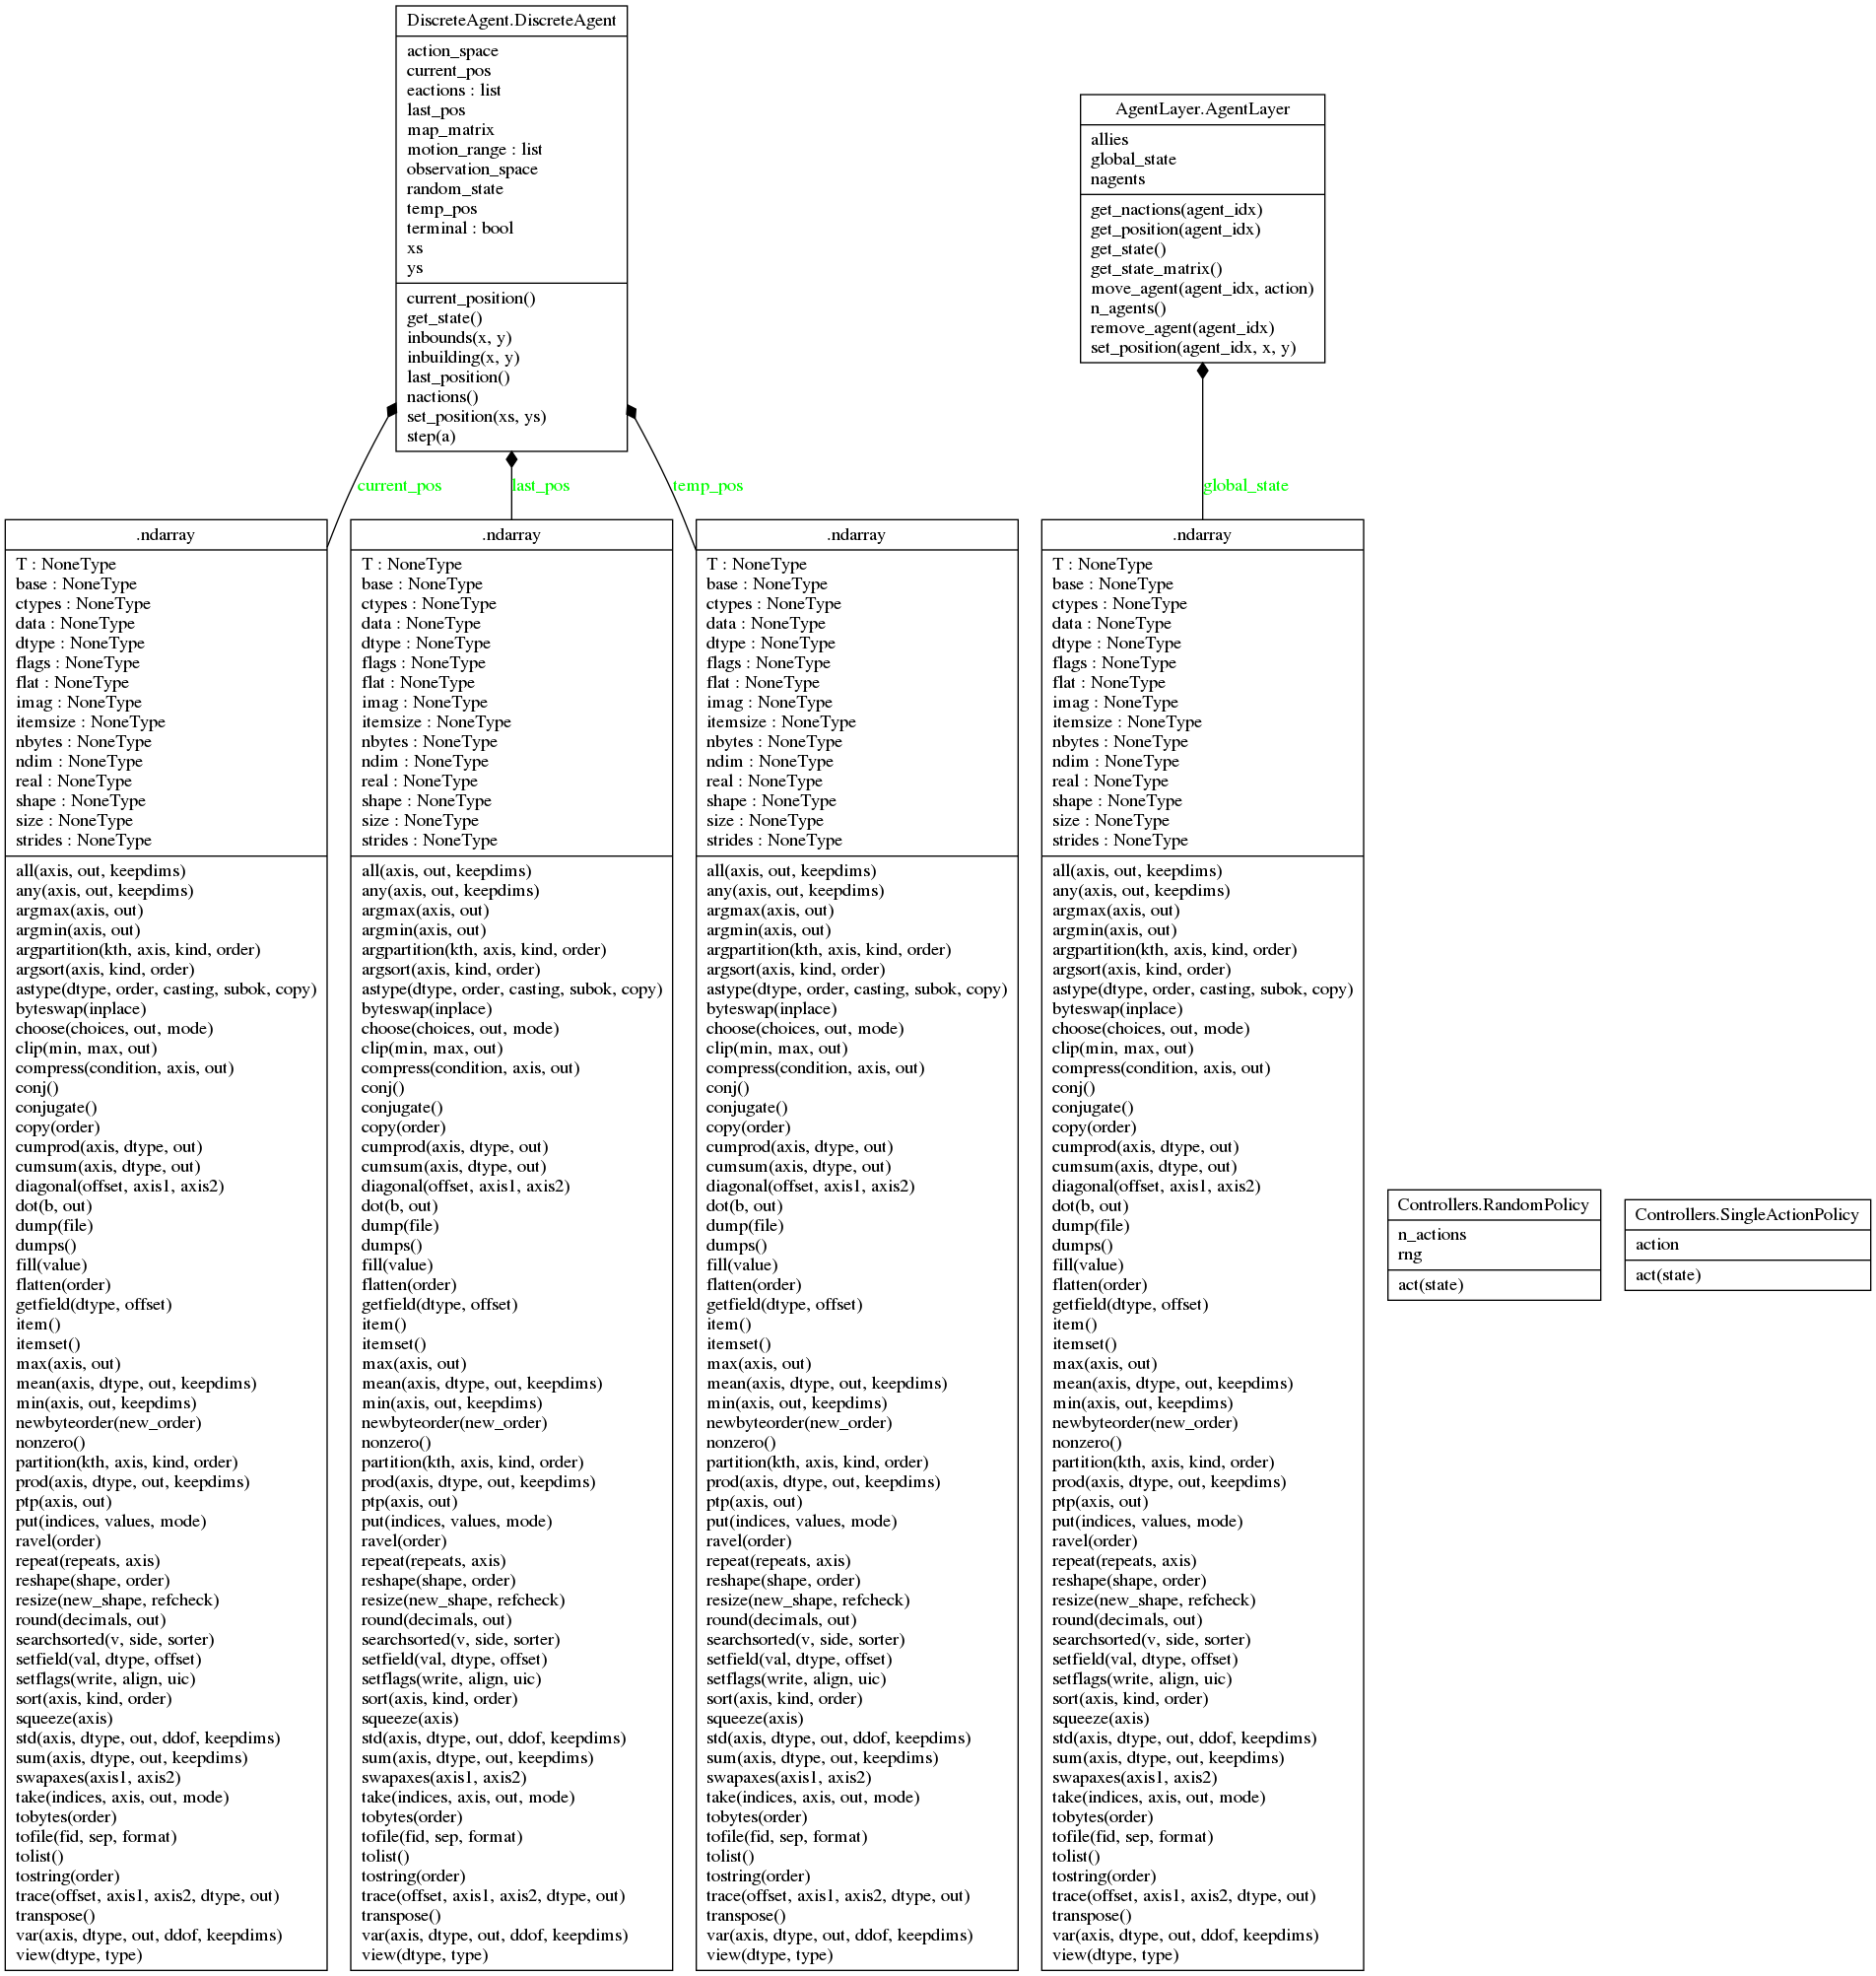 DiscreteAgent.DiscreteAgent
action_space
current_pos
eactions : list
last_pos
map_matrix
motion_range : list
observation_space
random_state
temp_pos
terminal : bool
xs
ys
current_position()
get_state()
inbounds(x, y)
inbuilding(x, y)
last_position()
nactions()
set_position(xs, ys)
step(a)
AgentLayer.AgentLayer
allies
global_state
nagents
get_nactions(agent_idx)
get_position(agent_idx)
get_state()
get_state_matrix()
move_agent(agent_idx, action)
n_agents()
remove_agent(agent_idx)
set_position(agent_idx, x, y)
current_pos
last_pos
temp_pos
global_state
.ndarray
T : NoneType
base : NoneType
ctypes : NoneType
data : NoneType
dtype : NoneType
flags : NoneType
flat : NoneType
imag : NoneType
itemsize : NoneType
nbytes : NoneType
ndim : NoneType
real : NoneType
shape : NoneType
size : NoneType
strides : NoneType
all(axis, out, keepdims)
any(axis, out, keepdims)
argmax(axis, out)
argmin(axis, out)
argpartition(kth, axis, kind, order)
argsort(axis, kind, order)
astype(dtype, order, casting, subok, copy)
byteswap(inplace)
choose(choices, out, mode)
clip(min, max, out)
compress(condition, axis, out)
conj()
conjugate()
copy(order)
cumprod(axis, dtype, out)
cumsum(axis, dtype, out)
diagonal(offset, axis1, axis2)
dot(b, out)
dump(file)
dumps()
fill(value)
flatten(order)
getfield(dtype, offset)
item()
itemset()
max(axis, out)
mean(axis, dtype, out, keepdims)
min(axis, out, keepdims)
newbyteorder(new_order)
nonzero()
partition(kth, axis, kind, order)
prod(axis, dtype, out, keepdims)
ptp(axis, out)
put(indices, values, mode)
ravel(order)
repeat(repeats, axis)
reshape(shape, order)
resize(new_shape, refcheck)
round(decimals, out)
searchsorted(v, side, sorter)
setfield(val, dtype, offset)
setflags(write, align, uic)
sort(axis, kind, order)
squeeze(axis)
std(axis, dtype, out, ddof, keepdims)
sum(axis, dtype, out, keepdims)
swapaxes(axis1, axis2)
take(indices, axis, out, mode)
tobytes(order)
tofile(fid, sep, format)
tolist()
tostring(order)
trace(offset, axis1, axis2, dtype, out)
transpose()
var(axis, dtype, out, ddof, keepdims)
view(dtype, type)
.ndarray
T : NoneType
base : NoneType
ctypes : NoneType
data : NoneType
dtype : NoneType
flags : NoneType
flat : NoneType
imag : NoneType
itemsize : NoneType
nbytes : NoneType
ndim : NoneType
real : NoneType
shape : NoneType
size : NoneType
strides : NoneType
all(axis, out, keepdims)
any(axis, out, keepdims)
argmax(axis, out)
argmin(axis, out)
argpartition(kth, axis, kind, order)
argsort(axis, kind, order)
astype(dtype, order, casting, subok, copy)
byteswap(inplace)
choose(choices, out, mode)
clip(min, max, out)
compress(condition, axis, out)
conj()
conjugate()
copy(order)
cumprod(axis, dtype, out)
cumsum(axis, dtype, out)
diagonal(offset, axis1, axis2)
dot(b, out)
dump(file)
dumps()
fill(value)
flatten(order)
getfield(dtype, offset)
item()
itemset()
max(axis, out)
mean(axis, dtype, out, keepdims)
min(axis, out, keepdims)
newbyteorder(new_order)
nonzero()
partition(kth, axis, kind, order)
prod(axis, dtype, out, keepdims)
ptp(axis, out)
put(indices, values, mode)
ravel(order)
repeat(repeats, axis)
reshape(shape, order)
resize(new_shape, refcheck)
round(decimals, out)
searchsorted(v, side, sorter)
setfield(val, dtype, offset)
setflags(write, align, uic)
sort(axis, kind, order)
squeeze(axis)
std(axis, dtype, out, ddof, keepdims)
sum(axis, dtype, out, keepdims)
swapaxes(axis1, axis2)
take(indices, axis, out, mode)
tobytes(order)
tofile(fid, sep, format)
tolist()
tostring(order)
trace(offset, axis1, axis2, dtype, out)
transpose()
var(axis, dtype, out, ddof, keepdims)
view(dtype, type)
.ndarray
T : NoneType
base : NoneType
ctypes : NoneType
data : NoneType
dtype : NoneType
flags : NoneType
flat : NoneType
imag : NoneType
itemsize : NoneType
nbytes : NoneType
ndim : NoneType
real : NoneType
shape : NoneType
size : NoneType
strides : NoneType
all(axis, out, keepdims)
any(axis, out, keepdims)
argmax(axis, out)
argmin(axis, out)
argpartition(kth, axis, kind, order)
argsort(axis, kind, order)
astype(dtype, order, casting, subok, copy)
byteswap(inplace)
choose(choices, out, mode)
clip(min, max, out)
compress(condition, axis, out)
conj()
conjugate()
copy(order)
cumprod(axis, dtype, out)
cumsum(axis, dtype, out)
diagonal(offset, axis1, axis2)
dot(b, out)
dump(file)
dumps()
fill(value)
flatten(order)
getfield(dtype, offset)
item()
itemset()
max(axis, out)
mean(axis, dtype, out, keepdims)
min(axis, out, keepdims)
newbyteorder(new_order)
nonzero()
partition(kth, axis, kind, order)
prod(axis, dtype, out, keepdims)
ptp(axis, out)
put(indices, values, mode)
ravel(order)
repeat(repeats, axis)
reshape(shape, order)
resize(new_shape, refcheck)
round(decimals, out)
searchsorted(v, side, sorter)
setfield(val, dtype, offset)
setflags(write, align, uic)
sort(axis, kind, order)
squeeze(axis)
std(axis, dtype, out, ddof, keepdims)
sum(axis, dtype, out, keepdims)
swapaxes(axis1, axis2)
take(indices, axis, out, mode)
tobytes(order)
tofile(fid, sep, format)
tolist()
tostring(order)
trace(offset, axis1, axis2, dtype, out)
transpose()
var(axis, dtype, out, ddof, keepdims)
view(dtype, type)
.ndarray
T : NoneType
base : NoneType
ctypes : NoneType
data : NoneType
dtype : NoneType
flags : NoneType
flat : NoneType
imag : NoneType
itemsize : NoneType
nbytes : NoneType
ndim : NoneType
real : NoneType
shape : NoneType
size : NoneType
strides : NoneType
all(axis, out, keepdims)
any(axis, out, keepdims)
argmax(axis, out)
argmin(axis, out)
argpartition(kth, axis, kind, order)
argsort(axis, kind, order)
astype(dtype, order, casting, subok, copy)
byteswap(inplace)
choose(choices, out, mode)
clip(min, max, out)
compress(condition, axis, out)
conj()
conjugate()
copy(order)
cumprod(axis, dtype, out)
cumsum(axis, dtype, out)
diagonal(offset, axis1, axis2)
dot(b, out)
dump(file)
dumps()
fill(value)
flatten(order)
getfield(dtype, offset)
item()
itemset()
max(axis, out)
mean(axis, dtype, out, keepdims)
min(axis, out, keepdims)
newbyteorder(new_order)
nonzero()
partition(kth, axis, kind, order)
prod(axis, dtype, out, keepdims)
ptp(axis, out)
put(indices, values, mode)
ravel(order)
repeat(repeats, axis)
reshape(shape, order)
resize(new_shape, refcheck)
round(decimals, out)
searchsorted(v, side, sorter)
setfield(val, dtype, offset)
setflags(write, align, uic)
sort(axis, kind, order)
squeeze(axis)
std(axis, dtype, out, ddof, keepdims)
sum(axis, dtype, out, keepdims)
swapaxes(axis1, axis2)
take(indices, axis, out, mode)
tobytes(order)
tofile(fid, sep, format)
tolist()
tostring(order)
trace(offset, axis1, axis2, dtype, out)
transpose()
var(axis, dtype, out, ddof, keepdims)
view(dtype, type)
Controllers.RandomPolicy
n_actions
rng
act(state)
Controllers.SingleActionPolicy
action
act(state)